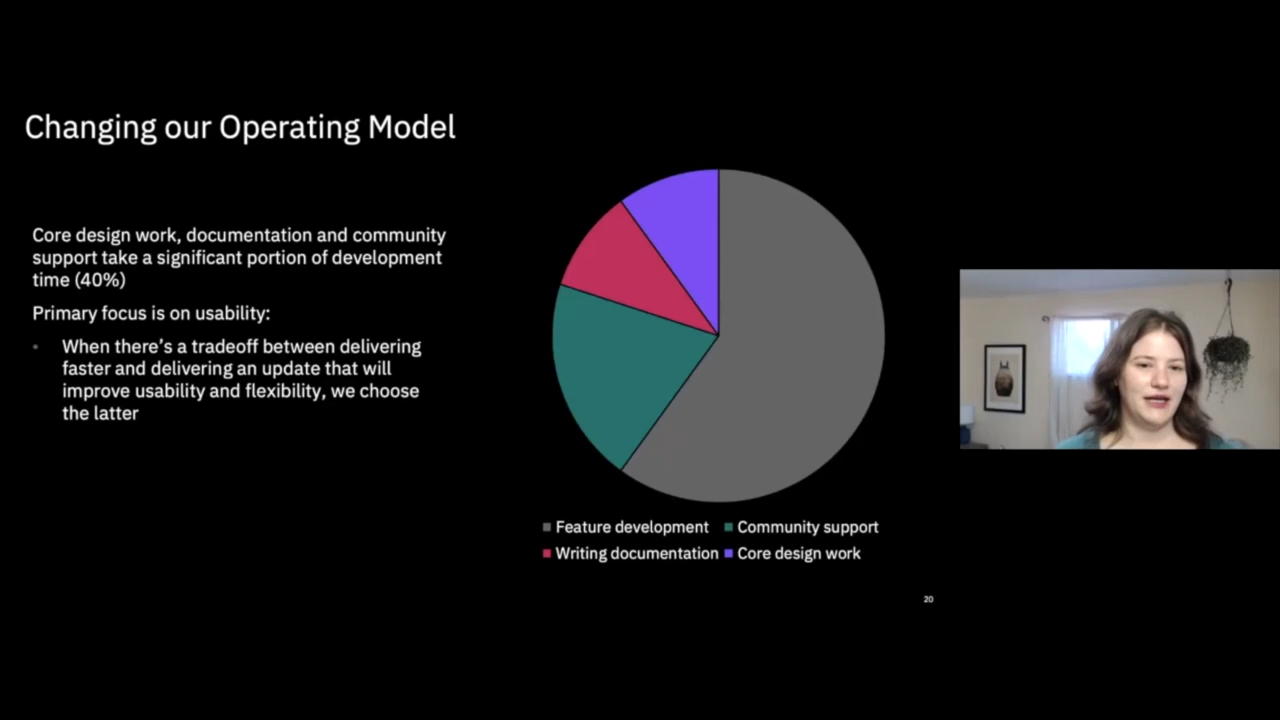 Changing our Operating Model
Core design work, documentation and community
support take a significant portion of development
time (40%)
Primary focus is on usability:
• When there's a tradeoff between delivering
faster and delivering an update that will
improve usability and flexibility, we choose
the latter
Feature development
Community support
Writing documentation
Core design work
20